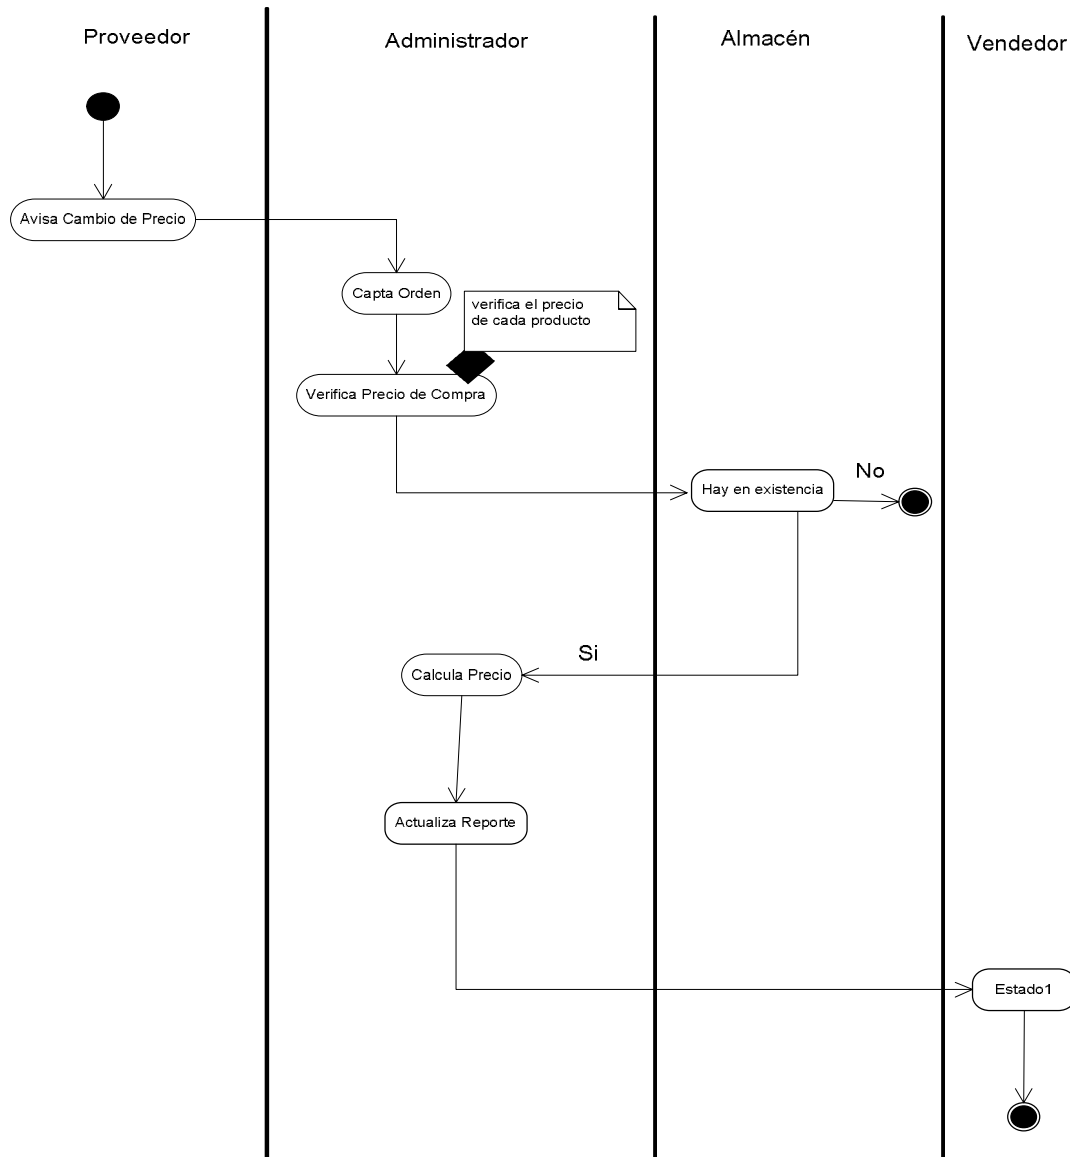 Proveedor
Administrador
Almacén
Vendedor
Avisa Cambio de Precio
Capta Orden
verifica el precio
de cada producto
Verifica Precio de Compra
Hay en existencia
No
Si
Calcula Precio
Actualiza Reporte
Estado1